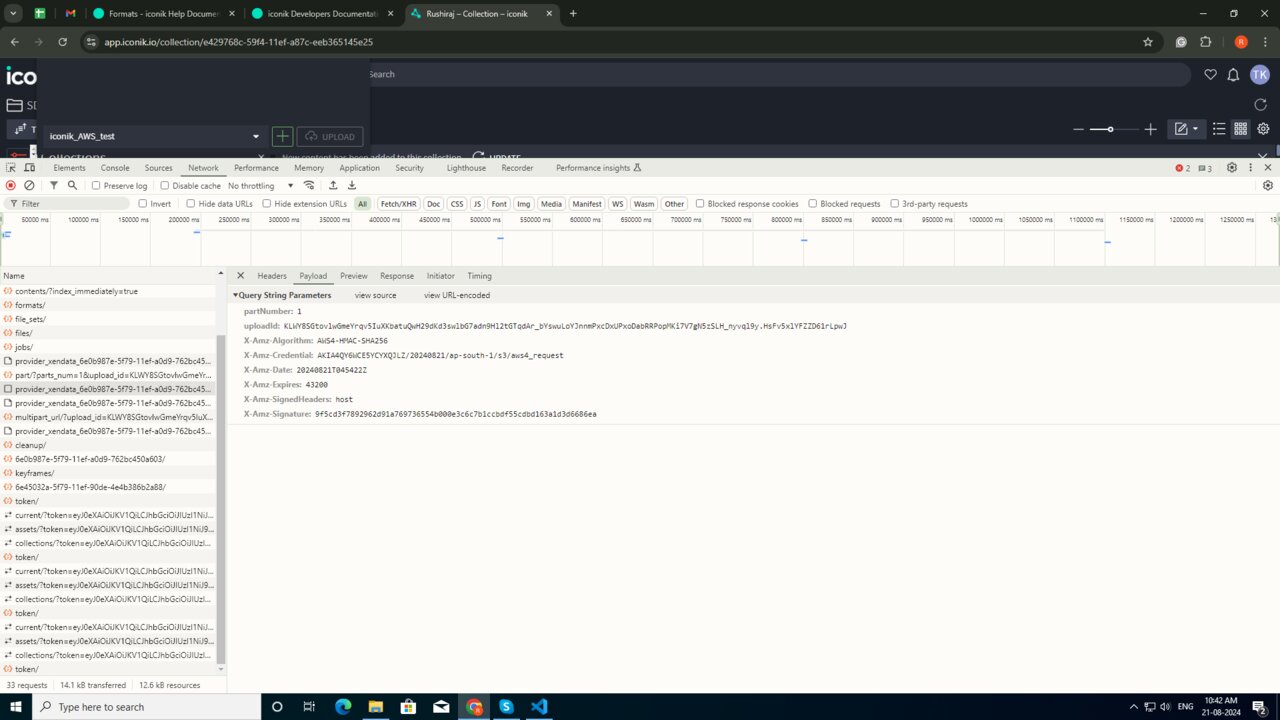 Formats - iconik Help Documen
iconik Developers Documentati
Rushiraj – Collection – iconik
app.iconik.io/collection/e429768c-59f4-11ef-a87c-eeb365145e25
ico
Search
TK
SD
iconik_AWS_test
UPLOAD
T
Collections
New content has been added to this collection
UPDATE
Elements Console Sources Network Performance Memory Application Security Lighthouse Recorder Performance insights
2 3
Preserve log Disable cache No throttling
Filter Invert Hide data URLs Hide extension URLs All Fetch/XHR Doc CSS JS Font Img Media Manifest WS Wasm Other Blocked response cookies Blocked requests 3rd-party requests
50000 ms 100000 ms 150000 ms 200000 ms 250000 ms 300000 ms 350000 ms 400000 ms 450000 ms 500000 ms 550000 ms 600000 ms 650000 ms 700000 ms 750000 ms 800000 ms 850000 ms 900000 ms 950000 ms 1000000 ms 1050000 ms 1100000 ms 1150000 ms 1200000 ms 1250000 ms
Name
contents/?index_immediately=true
formats/
file_sets/
files/
jobs/
provider_xendata_6e0b987e-5f79-11ef-a0d9-762bc45...
part/?parts_num=1&upload_id=KLWY8SGtovlwGmeYr...
provider_xendata_6e0b987e-5f79-11ef-a0d9-762bc45...
provider_xendata_6e0b987e-5f79-11ef-a0d9-762bc45...
multipart_url/?upload_id=KLWY8SGtovlwGmeYrqv5IuX...
provider_xendata_6e0b987e-5f79-11ef-a0d9-762bc45...
cleanup/
6e0b987e-5f79-11ef-a0d9-762bc450a603/
keyframes/
6e45032a-5f79-11ef-90de-4e4b386b2a88/
token/
current/?token=eyJ0eXAiOiJKV1QiLCJhbGciOiJIUzI1NiJ...
assets/?token=eyJ0eXAiOiJKV1QiLCJhbGciOiJIUzI1NiJ9...
collections/?token=eyJ0eXAiOiJKV1QiLCJhbGciOiJIUzI...
token/
current/?token=eyJ0eXAiOiJKV1QiLCJhbGciOiJIUzI1NiJ...
assets/?token=eyJ0eXAiOiJKV1QiLCJhbGciOiJIUzI1NiJ9...
collections/?token=eyJ0eXAiOiJKV1QiLCJhbGciOiJIUzI...
token/
current/?token=eyJ0eXAiOiJKV1QiLCJhbGciOiJIUzI1NiJ...
assets/?token=eyJ0eXAiOiJKV1QiLCJhbGciOiJIUzI1NiJ9...
collections/?token=eyJ0eXAiOiJKV1QiLCJhbGciOiJIUzI...
token/
33 requests 14.1 kB transferred 12.6 kB resources
Headers Payload Preview Response Initiator Timing
Query String Parameters view source view URL-encoded
partNumber: 1
uploadId: KLWY8SGtovlwGmeYrqv5IuXKbatuQwH29dKd3swlbG7adn9Hl2tGTqdAr_bYswuLoYJnnmPxcDxUPxoDabRRPopMKi7V7gN5zSLH_nyvql9y.HsFv5xlYFZZD61rLpwJ
X-Amz-Algorithm: AWS4-HMAC-SHA256
X-Amz-Credential: AKIA4QY6WCE5YCYXQJLZ/20240821/ap-south-1/s3/aws4_request
X-Amz-Date: 20240821T045422Z
X-Amz-Expires: 43200
X-Amz-SignedHeaders: host
X-Amz-Signature: 9f5cd3f7892962d91a769736554b000e3c6c7b1ccbdf55cdbd163a1d3d6686ea
Type here to search
ENG
10:42 AM
21-08-2024
2